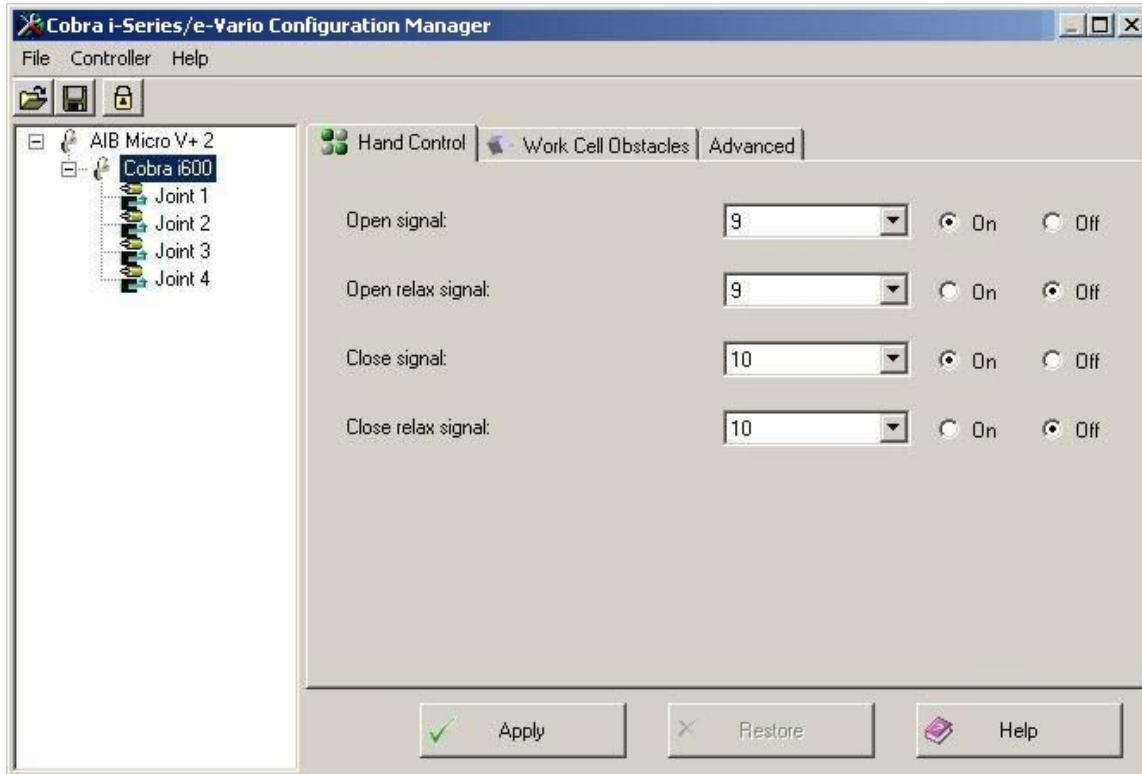 Cobra i-Series/e-Vario Configuration Manager
File Controller Help
AIB Micro V+ 2
Cobra i600
Joint 1
Joint 2
Joint 3
Joint 4
Hand Control Work Cell Obstacles Advanced
Open signal: 9 On Off
Open relax signal: 9 On Off
Close signal: 10 On Off
Close relax signal: 10 On Off
Apply Restore Help